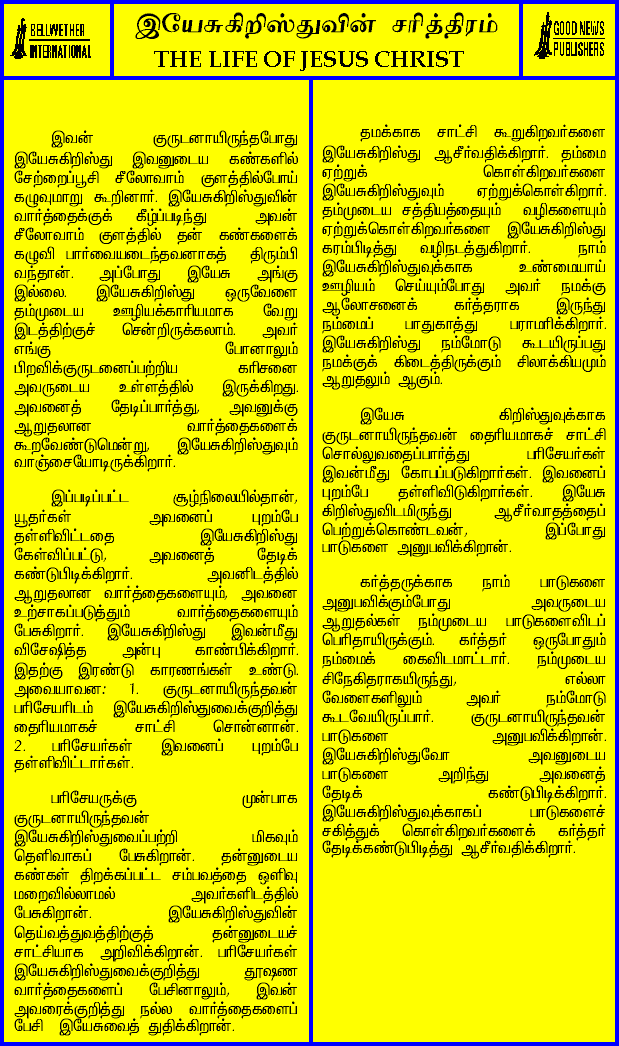 BELLWETHER
INTERNATIONAL
இயேசுகிறிஸ்துவின் சரித்திரம்
THE LIFE OF JESUS CHRIST
GOOD NEWS
PUBLISHERS
இவன் குருடனாயிருந்தபோது
இயேசுகிறிஸ்து இவனுடைய கண்களில்
சேற்றைப்பூசி சீலோவாம் குளத்தில்போய்
கழுவுமாறு கூறினார். இயேசுகிறிஸ்துவின்
வார்த்தைக்குக் கீழ்ப்படிந்து அவன்
சீலோவாம் குளத்தில் தன் கண்களைக்
கழுவி பார்வையடைந்தவனாகத் திரும்பி
வந்தான். அப்போது இயேசு அங்கு
இல்லை. இயேசுகிறிஸ்து ஒருவேளை
தம்முடைய ஊழியக்காரியமாக வேறு
இடத்திற்குச் சென்றிருக்கலாம். அவர்
எங்கு போனாலும்
பிறவிக்குருடனைப்பற்றிய கரிசனை
அவருடைய உள்ளத்தில் இருக்கிறது.
அவனைத் தேடிப்பார்த்து, அவனுக்கு
ஆறுதலான வார்த்தைகளைக்
கூறவேண்டுமென்று, இயேசுகிறிஸ்துவும்
வாஞ்சையோடிருக்கிறார்.
இப்படிப்பட்ட சூழ்நிலையில்தான்,
யூதர்கள் அவனைப் புறம்பே
தள்ளிவிட்டதை இயேசுகிறிஸ்து
கேள்விப்பட்டு, அவனைத் தேடிக்
கண்டுபிடிக்கிறார். அவனிடத்தில்
ஆறுதலான வார்த்தைகளையும், அவனை
உற்சாகப்படுத்தும் வார்த்தைகளையும்
பேசுகிறார். இயேசுகிறிஸ்து இவன்மீது
விசேஷித்த அன்பு காண்பிக்கிறார்.
இதற்கு இரண்டு காரணங்கள் உண்டு.
அவையாவன: 1. குருடனாயிருந்தவன்
பரிசேயரிடம் இயேசுகிறிஸ்துவைக்குறித்து
தைரியமாகச் சாட்சி சொன்னான்.
2. பரிசேயர்கள் இவனைப் புறம்பே
தள்ளிவிட்டார்கள்.
பரிசேயருக்கு முன்பாக
குருடனாயிருந்தவன்
இயேசுகிறிஸ்துவைப்பற்றி மிகவும்
தெளிவாகப் பேசுகிறான். தன்னுடைய
கண்கள் திறக்கப்பட்ட சம்பவத்தை ஒளிவு
மறைவில்லாமல் அவர்களிடத்தில்
பேசுகிறான். இயேசுகிறிஸ்துவின்
தெய்வத்துவத்திற்குத் தன்னுடையச்
சாட்சியாக அறிவிக்கிறான். பரிசேயர்கள்
இயேசுகிறிஸ்துவைக்குறித்து தூஷண
வார்த்தைகளைப் பேசினாலும், இவன்
அவரைக்குறித்து நல்ல வார்த்தைகளைப்
பேசி இயேசுவைத் துதிக்கிறான்.
தமக்காக சாட்சி கூறுகிறவர்களை
இயேசுகிறிஸ்து ஆசீர்வதிக்கிறார். தம்மை
ஏற்றுக் கொள்கிறவர்களை
இயேசுகிறிஸ்துவும் ஏற்றுக்கொள்கிறார்.
தம்முடைய சத்தியத்தையும் வழிகளையும்
ஏற்றுக்கொள்கிறவர்களை இயேசுகிறிஸ்து
கரம்பிடித்து வழிநடத்துகிறார். நாம்
இயேசுகிறிஸ்துவுக்காக உண்மையாய்
ஊழியம் செய்யும்போது அவர் நமக்கு
ஆலோசனைக் கர்த்தராக இருந்து
நம்மைப் பாதுகாத்து பராமரிக்கிறார்.
இயேசுகிறிஸ்து நம்மோடு கூடயிருப்பது
நமக்குக் கிடைத்திருக்கும் சிலாக்கியமும்
ஆறுதலும் ஆகும்.
இயேசு கிறிஸ்துவுக்காக
குருடனாயிருந்தவன் தைரியமாகச் சாட்சி
சொல்லுவதைப்பார்த்து பரிசேயர்கள்
இவன்மீது கோபப்படுகிறார்கள். இவனைப்
புறம்பே தள்ளிவிடுகிறார்கள். இயேசு
கிறிஸ்துவிடமிருந்து ஆசீர்வாதத்தைப்
பெற்றுக்கொண்டவன், இப்போது
பாடுகளை அனுபவிக்கிறான்.
கர்த்தருக்காக நாம் பாடுகளை
அனுபவிக்கும்போது அவருடைய
ஆறுதல்கள் நம்முடைய பாடுகளைவிடப்
பெரிதாயிருக்கும். கர்த்தர் ஒருபோதும்
நம்மைக் கைவிடமாட்டார். நம்முடைய
சிநேகிதராகயிருந்து, எல்லா
வேளைகளிலும் அவர் நம்மோடு
கூடவேயிருப்பார். குருடனாயிருந்தவன்
பாடுகளை அனுபவிக்கிறான்.
இயேசுகிறிஸ்துவோ அவனுடைய
பாடுகளை அறிந்து அவனைத்
தேடிக் கண்டுபிடிக்கிறார்.
இயேசுகிறிஸ்துவுக்காகப் பாடுகளைச்
சகித்துக் கொள்கிறவர்களைக் கர்த்தர்
தேடிக்கண்டுபிடித்து ஆசீர்வதிக்கிறார்.